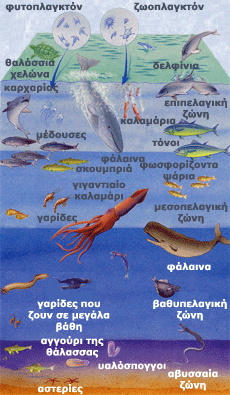 φυτοπλαγκτόν
ζωοπλαγκτόν
θαλάσσια
χελώνα
δελφίνια
καρχαρίας
επιπελαγική
ζώνη
καλαμάρια
μέδουσες
τόνοι
φάλαινα
σκουμπριά
φωσφορίζοντα
ψάρια
γιγαντιαίο
καλαμάρι
μεσοπελαγική
ζώνη
γαρίδες
φάλαινα
γαρίδες που
ζουν σε μεγάλα
βάθη
βαθυπελαγική
ζώνη
αγγούρι της
θάλασσας
υαλόσπογγοι
αβυσσαία
ζώνη
αστερίες